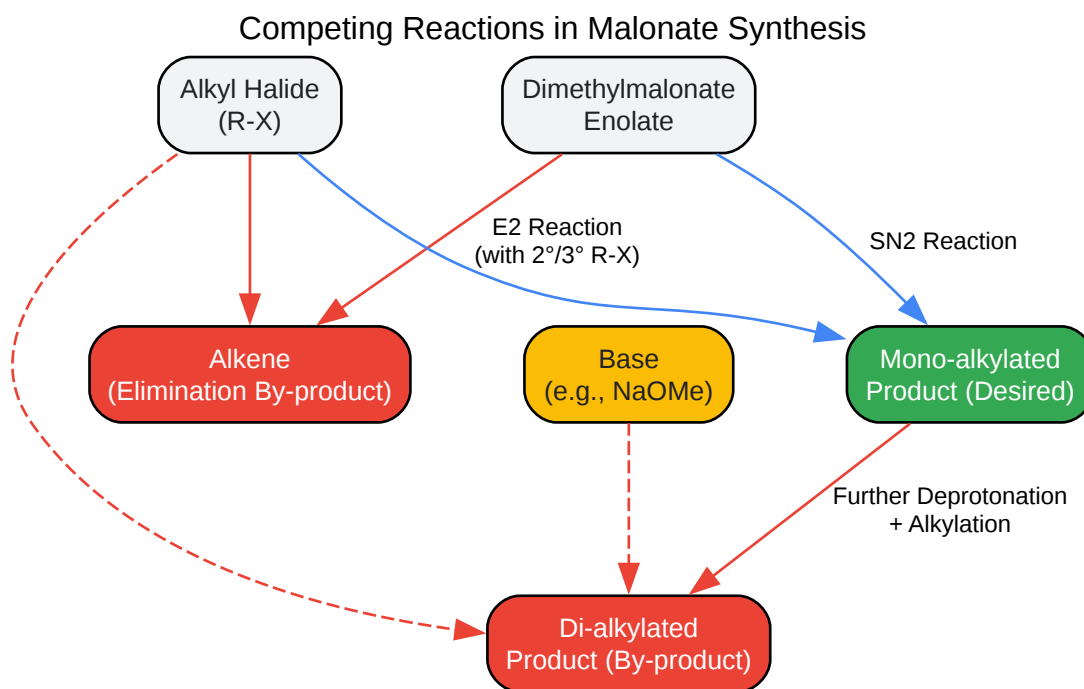 Competing Reactions in Malonate Synthesis
Alkyl Halide
(R-X)
Dimethylmalonate
Enolate
E2 Reaction
(with 2°/3° R-X)
SN2 Reaction
Alkene
(Elimination By-product)
Base
(e.g., NaOMe)
Mono-alkylated
Product (Desired)
Further Deprotonation
+ Alkylation
Di-alkylated
Product (By-product)